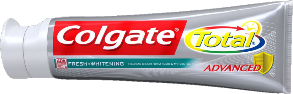 Colgate
Total
ADVANCED
FRESH+WHITENING